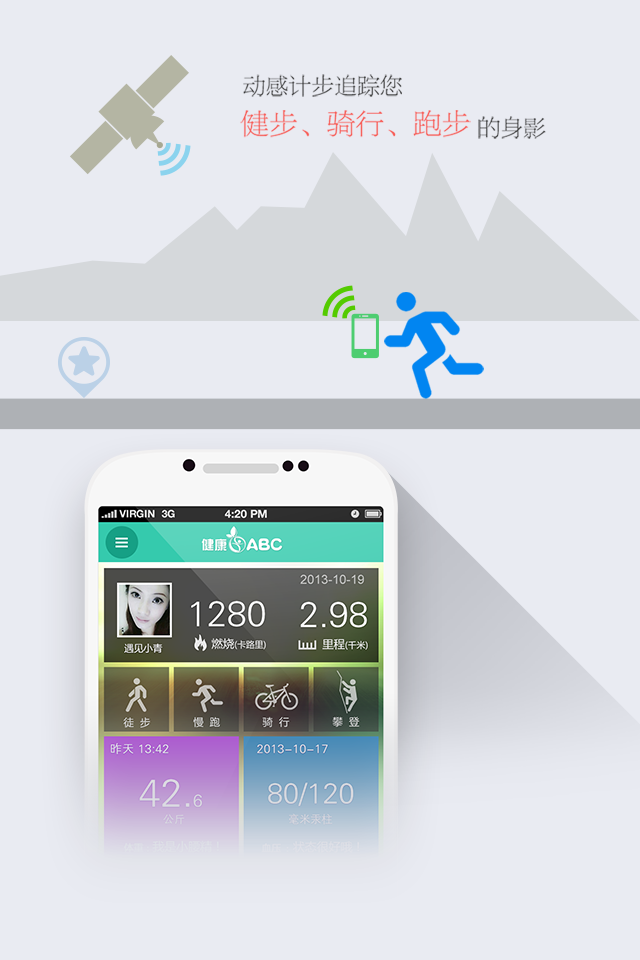 动感计步追踪您
健步、骑行、跑步 的身影
VIRGIN 3G 4:20 PM
健康 ABC
2013-10-19
1280 2.98
燃烧(卡路里) 里程(千米)
遇见小青
徒步 慢跑 骑行 攀登
昨天 13:42 2013-10-17
42.6 80/120
公斤 毫米汞柱